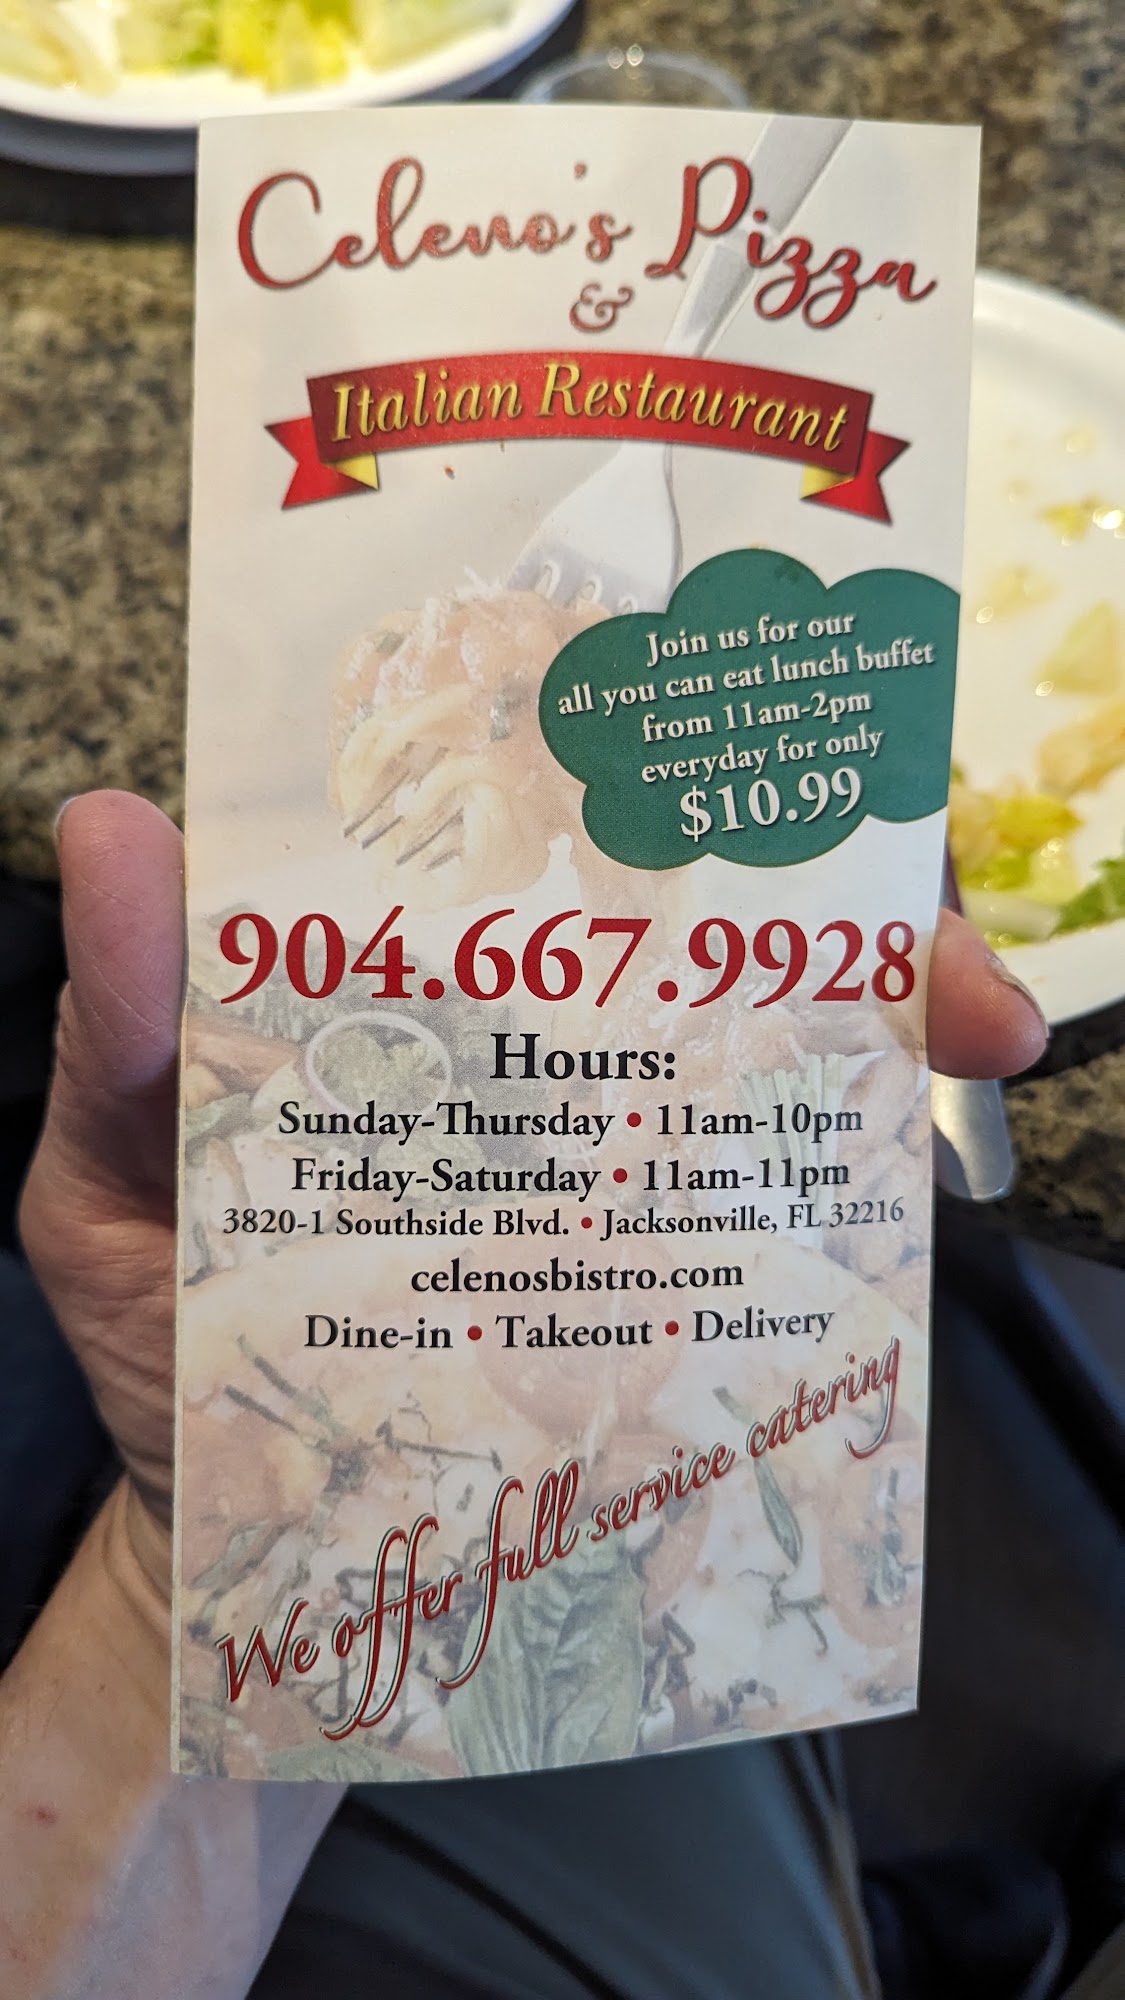 Celeno's Pizza
&
Italian Restaurant
Join us for our
all you can eat lunch buffet
from 11am-2pm
everyday for only
$10.99
904.667.9928
Hours:
Sunday-Thursday • 11am-10pm
Friday-Saturday • 11am-11pm
3820-1 Southside Blvd. • Jacksonville, FL 32216
celenosbistro.com
Dine-in • Takeout • Delivery
We offer full service catering